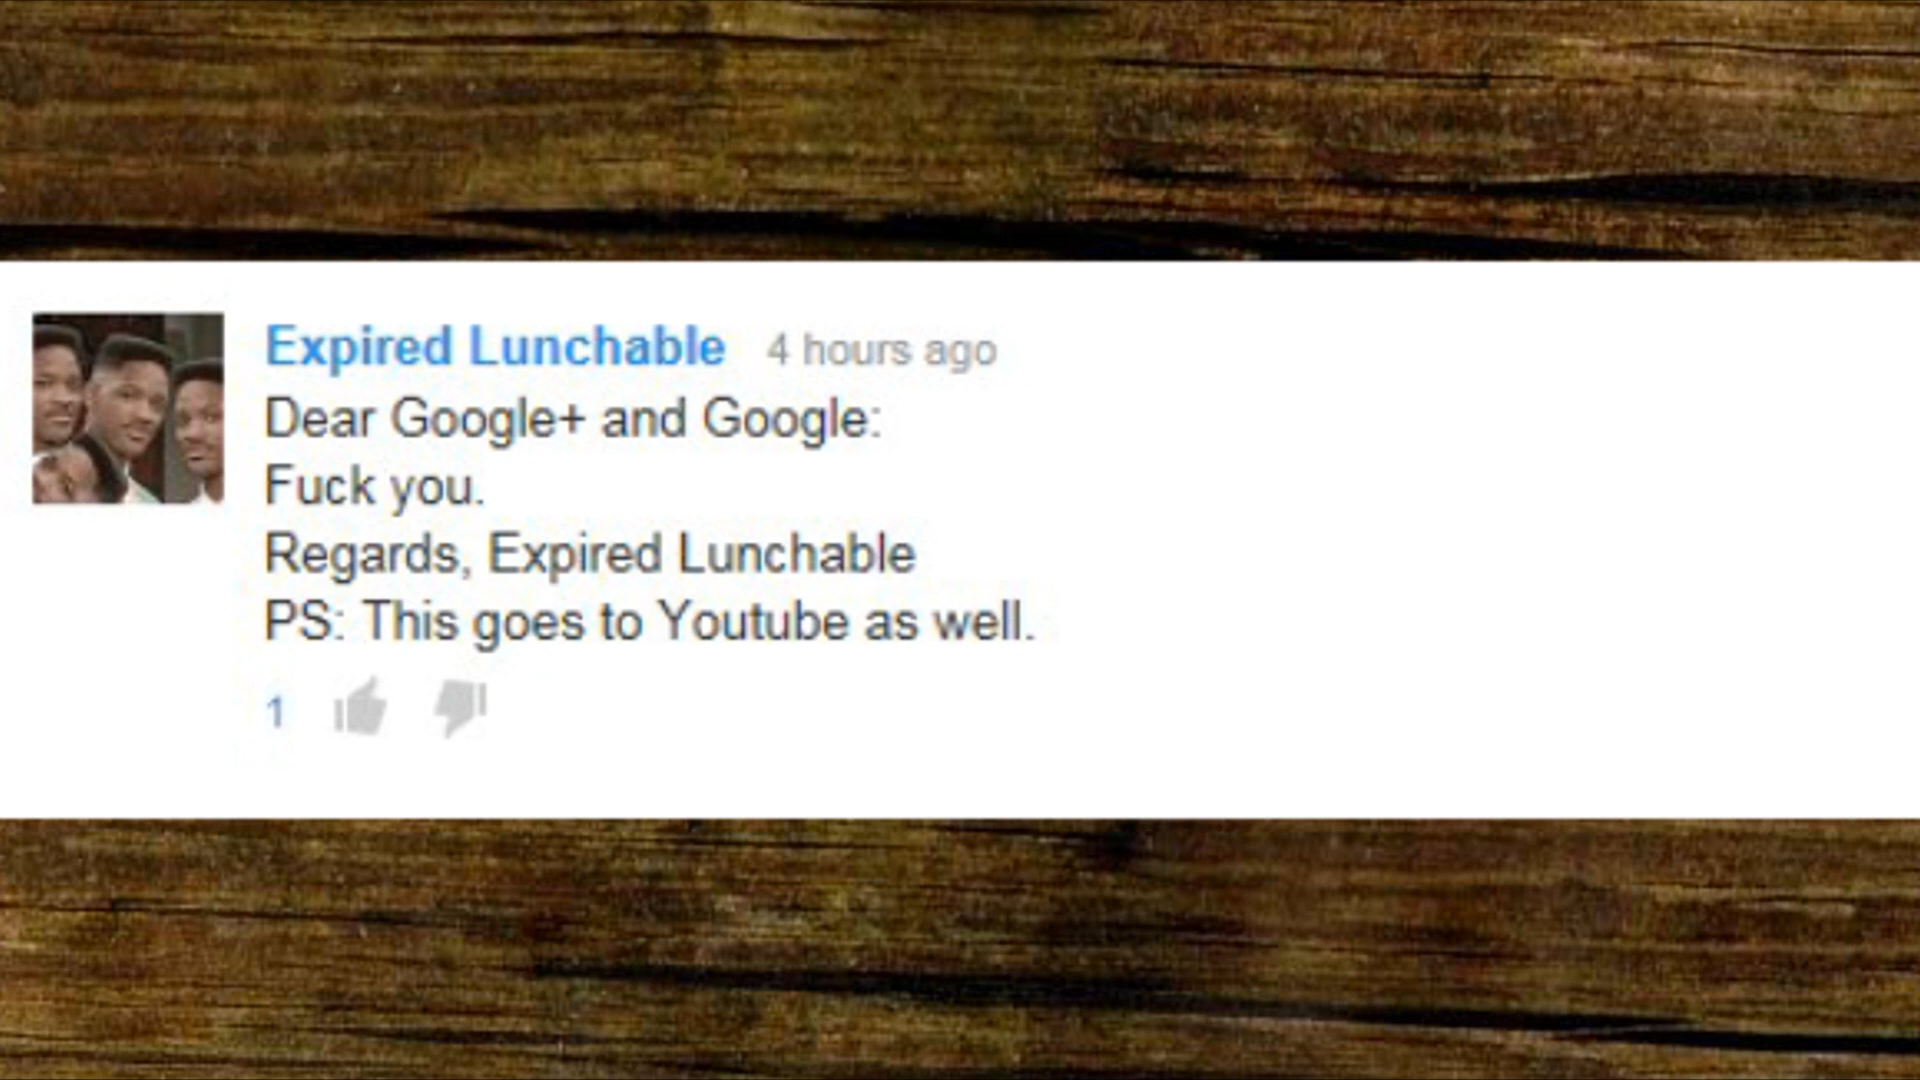 Expired Lunchable 4 hours ago
Dear Google+ and Google:
Fuck you.
Regards, Expired Lunchable
PS: This goes to Youtube as well.
1